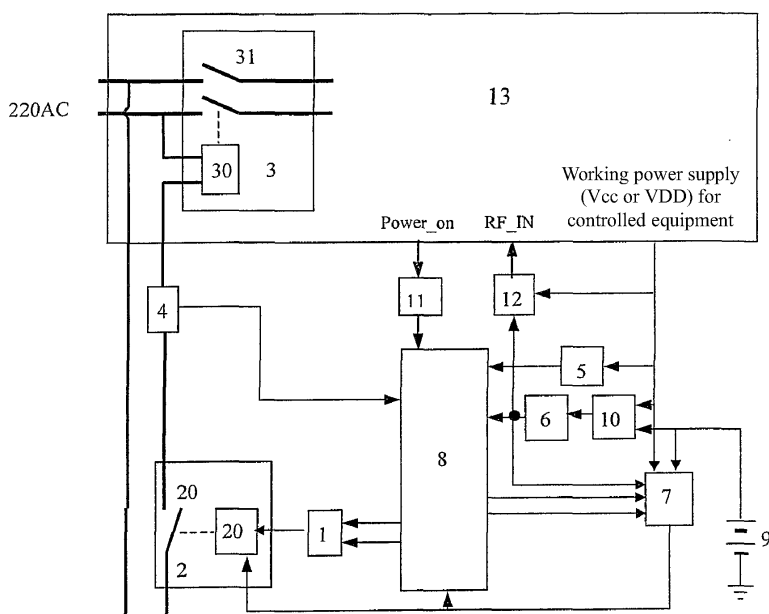 31
13
220AC
30
3
Working power supply
(Vcc or VDD) for
controlled equipment
Power_on
RF_IN
11
12
4
5
6
10
8
7
9
20
20
1
2